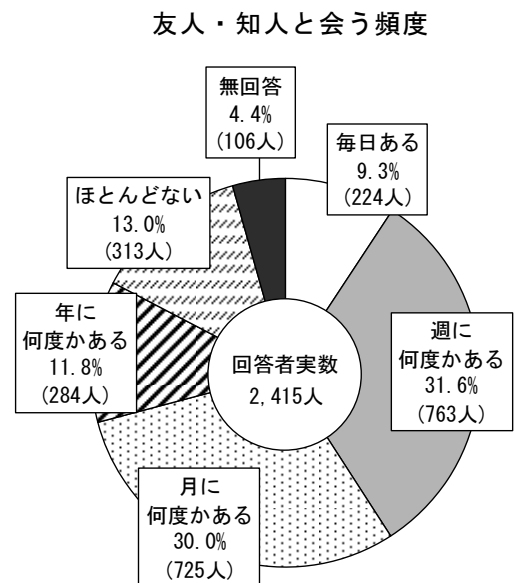 友人・知人と会う頻度
無回答
4.4%
(106人)
毎日ある
9.3%
(224人)
ほとんどない
13.0%
(313人)
年に
何度かある
11.8%
(284人)
回答者実数
2,415人
週に
何度かある
31.6%
(763人)
月に
何度かある
30.0%
(725人)